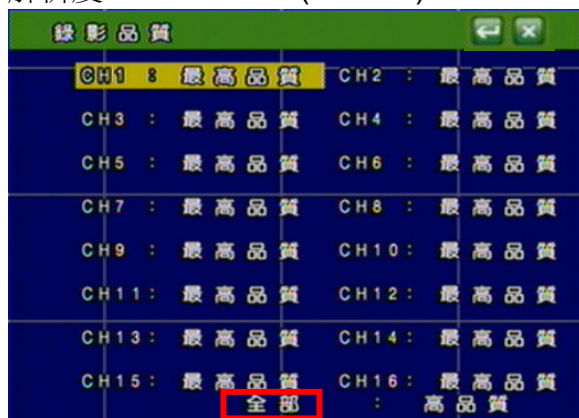 錄影品質
CH1 : 最高品質 CH2 : 最高品質
CH3 : 最高品質 CH4 : 最高品質
CH5 : 最高品質 CH6 : 最高品質
CH7 : 最高品質 CH8 : 最高品質
CH9 : 最高品質 CH10: 最高品質
CH11: 最高品質 CH12: 最高品質
CH13: 最高品質 CH14: 最高品質
CH15: 最高品質 CH16: 最高品質
全部 : 高品質